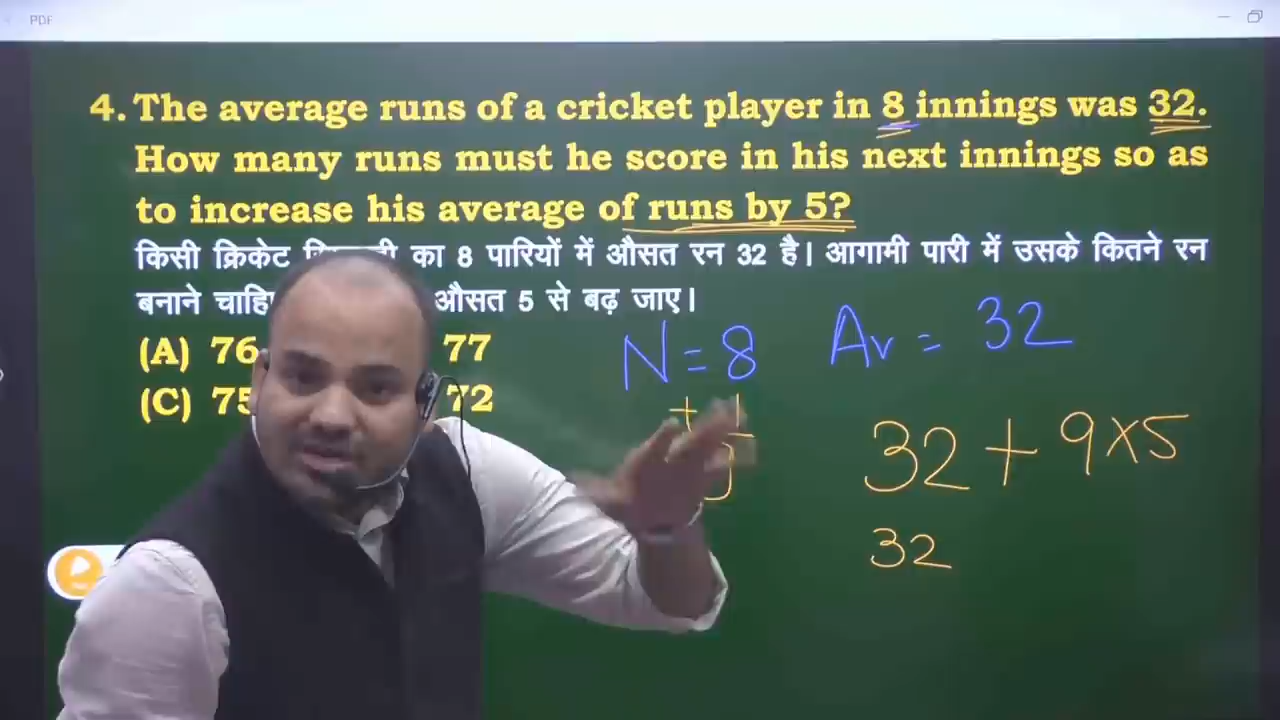 PDF
4. The average runs of a cricket player in 8 innings was 32.
How many runs must he score in his next innings so as
to increase his average of runs by 5?
किसी क्रिकेट का 8 पारियों में औसत रन 32 है। आगामी पारी में उसके कितने रन
बनाने औसत 5 से बढ़ जाए।
(A) 76 77
(C) 75 72
N = 8 Av = 32
+ 1
32 + 9x5
32